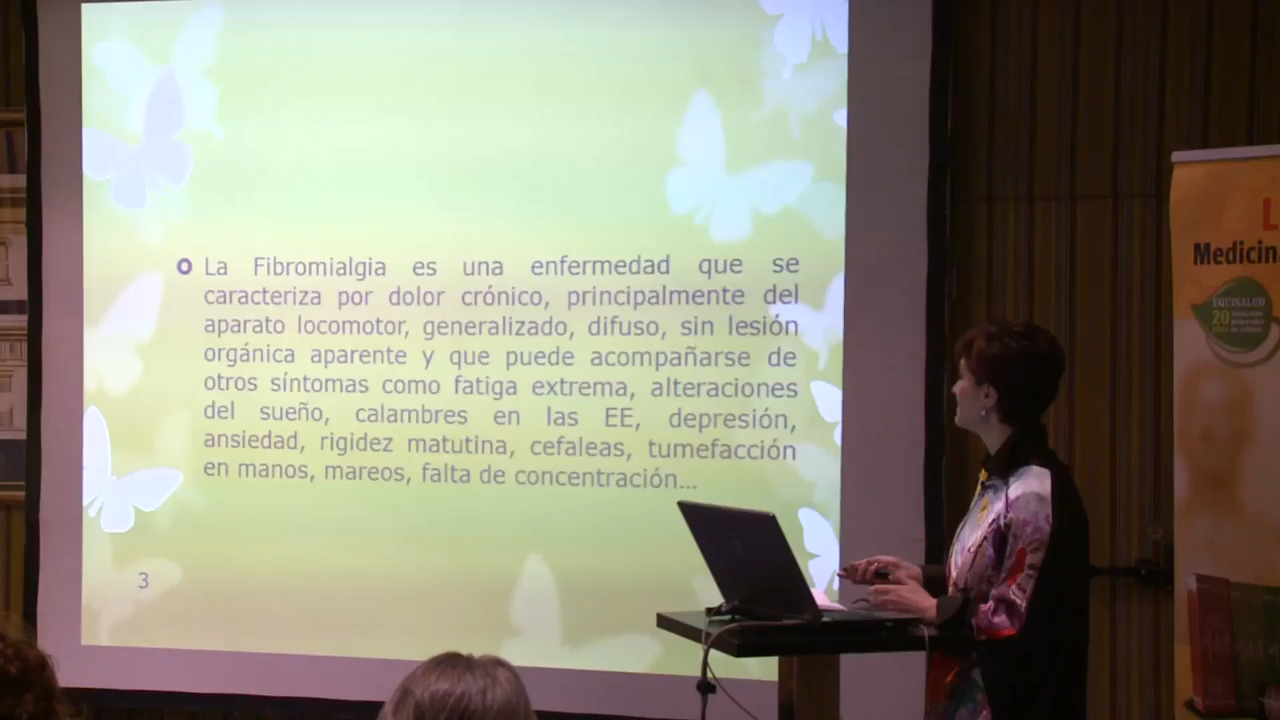 La Fibromialgia es una enfermedad que se
caracteriza por dolor crónico, principalmente del
aparato locomotor, generalizado, difuso, sin lesión
orgánica aparente y que puede acompañarse de
otros síntomas como fatiga extrema, alteraciones
del sueño, calambres en las EE, depresión,
ansiedad, rigidez matutina, cefaleas, tumefacción
en manos, mareos, falta de concentración...
3
L
Medicin
EQUISALUD
20